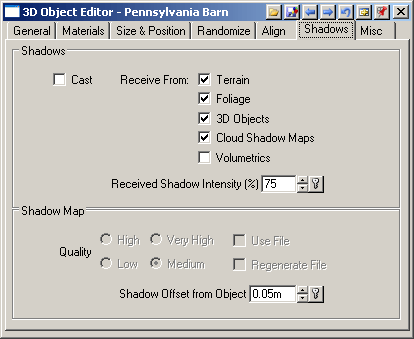 3D Object Editor - Pennsylvania Barn
General Materials Size & Position Randomize Align Shadows Misc
Shadows
Cast Receive From: Terrain
Foliage
3D Objects
Cloud Shadow Maps
Volumetrics
Received Shadow Intensity (%) 75
Shadow Map
Quality
High Very High Use File
Low Medium Regenerate File
Shadow Offset from Object 0.05m